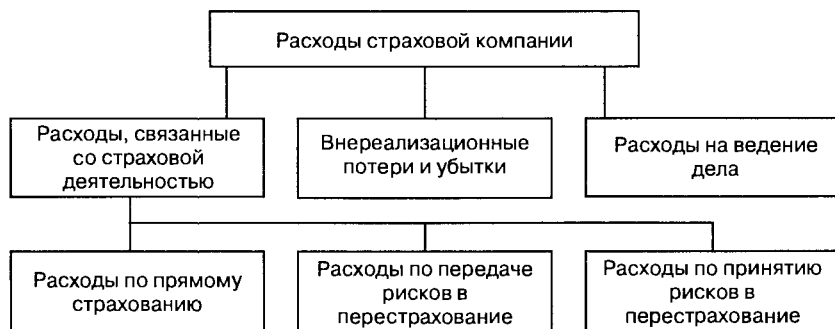 Расходы страховой компании
Расходы, связанные
со страховой
деятельностью
Внереализационные
потери и убытки
Расходы на ведение
дела
Расходы по прямому
страхованию
Расходы по передаче
рисков в
перестрахование
Расходы по принятию
рисков в
перестрахование